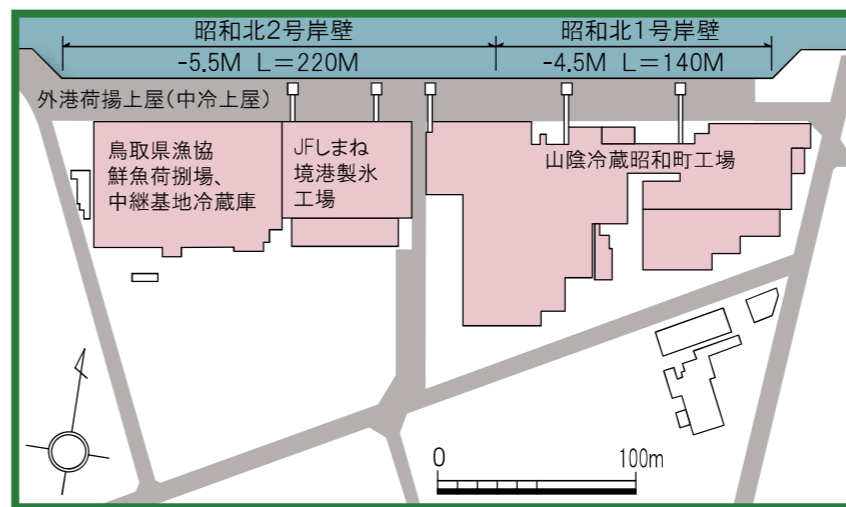 昭和北2号岸壁
昭和北1号岸壁
-5.5M L=220M
-4.5M L=140M
外港荷揚上屋(中冷上屋)
鳥取県漁協
鮮魚荷捌場、
中継基地冷蔵庫
JFしまね
境港製氷
工場
山陰冷蔵昭和町工場
0
100m